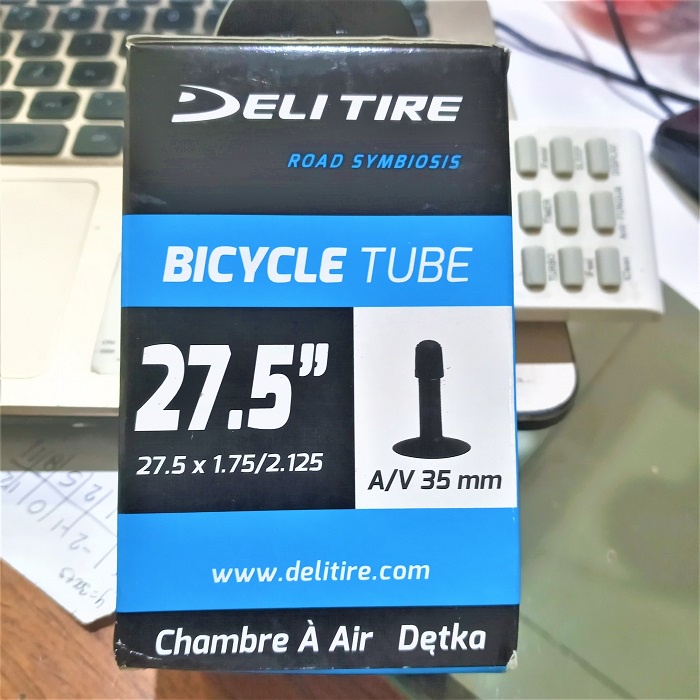 DELI TIRE
ROAD SYMBIOSIS
BICYCLE TUBE
27.5”
27.5 x 1.75/2.125
A/V 35 mm
www.delitire.com
Chambre À Air Dętka
TURBO